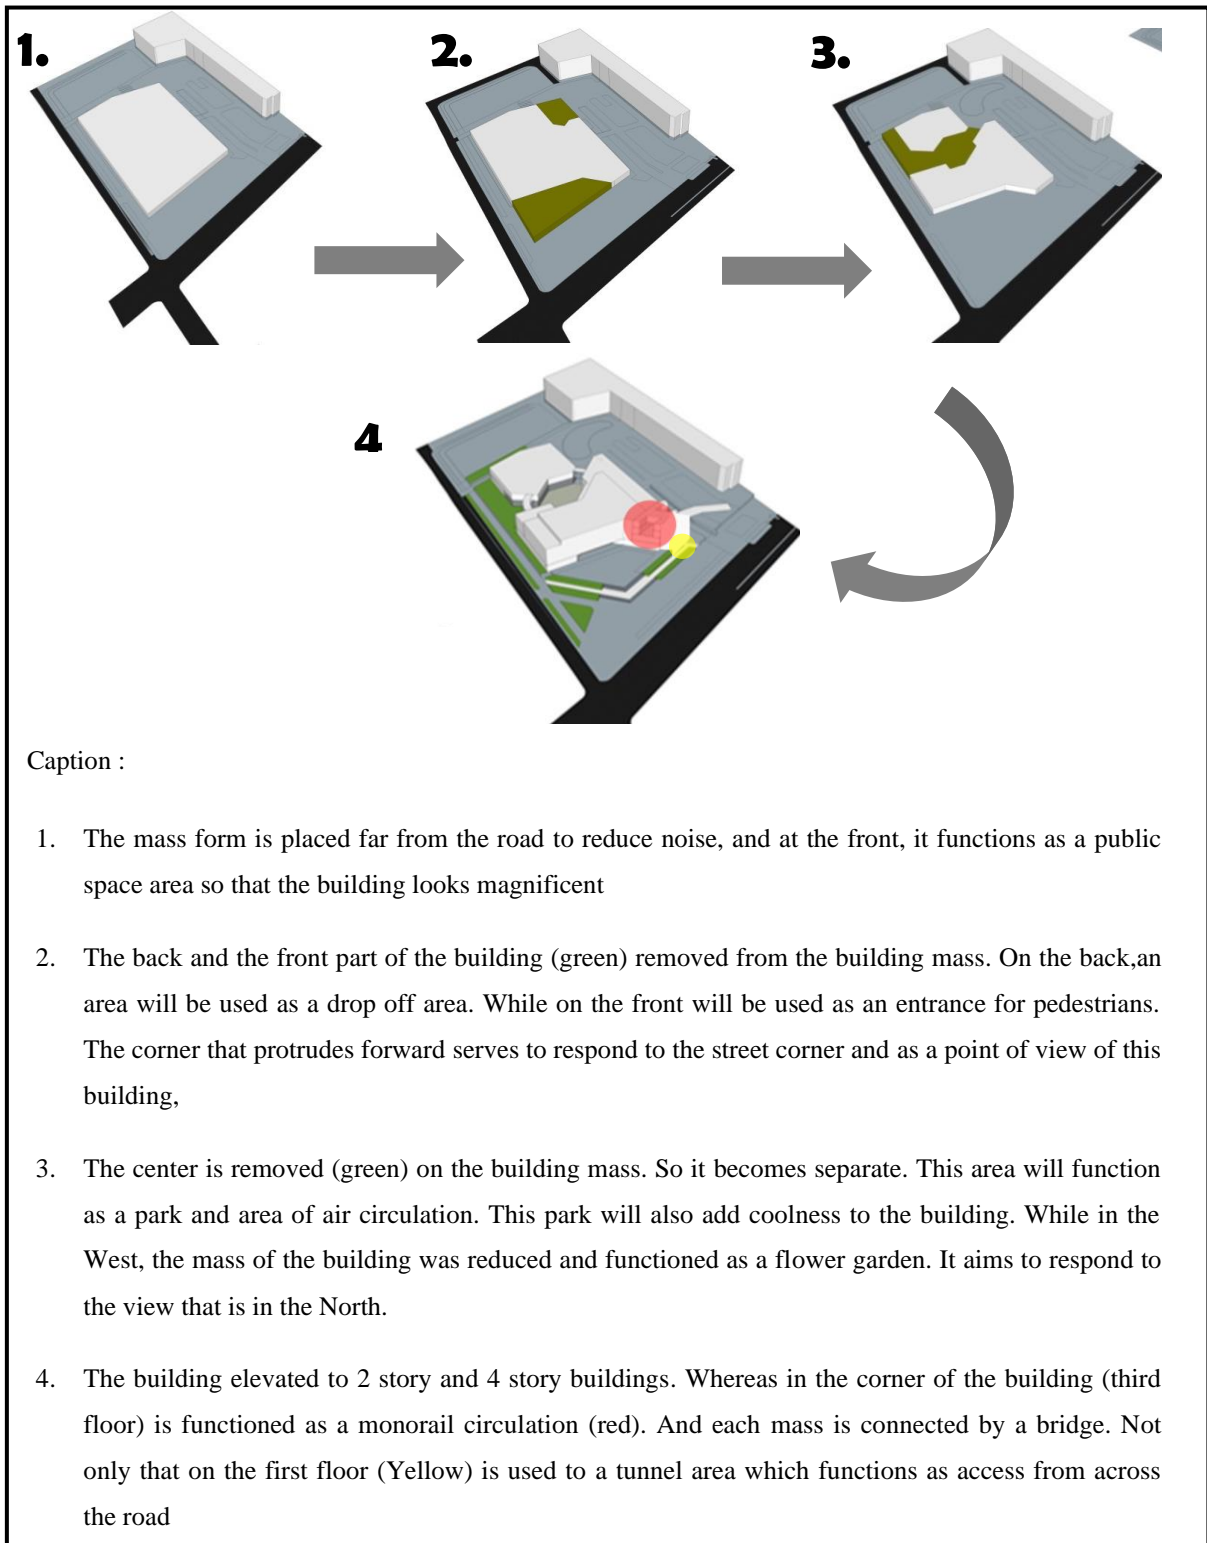 1.
2.
3.
4
Caption :
1. The mass form is placed far from the road to reduce noise, and at the front, it functions as a public
space area so that the building looks magnificent
2. The back and the front part of the building (green) removed from the building mass. On the back,an
area will be used as a drop off area. While on the front will be used as an entrance for pedestrians.
The corner that protrudes forward serves to respond to the street corner and as a point of view of this
building,
3. The center is removed (green) on the building mass. So it becomes separate. This area will function
as a park and area of air circulation. This park will also add coolness to the building. While in the
West, the mass of the building was reduced and functioned as a flower garden. It aims to respond to
the view that is in the North.
4. The building elevated to 2 story and 4 story buildings. Whereas in the corner of the building (third
floor) is functioned as a monorail circulation (red). And each mass is connected by a bridge. Not
only that on the first floor (Yellow) is used to a tunnel area which functions as access from across
the road